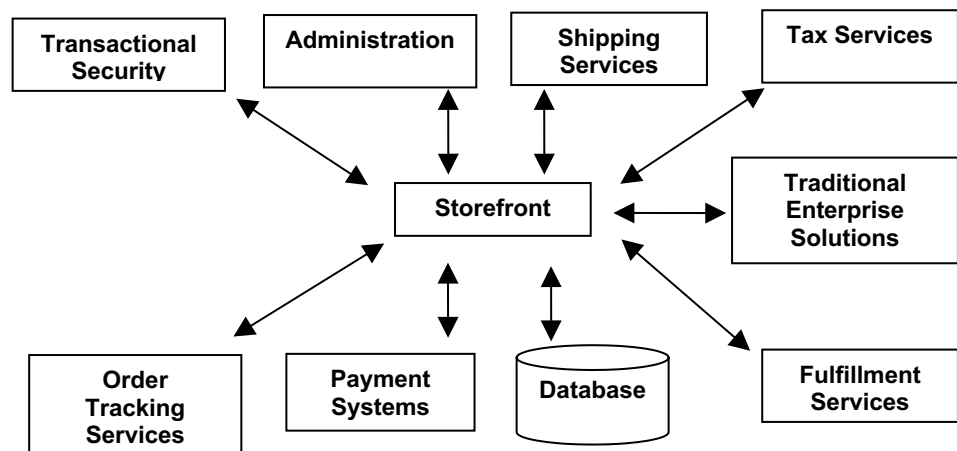 Transactional
Security
Administration
Shipping
Services
Tax Services
Storefront
Traditional
Enterprise
Solutions
Order
Tracking
Services
Payment
Systems
Database
Fulfillment
Services